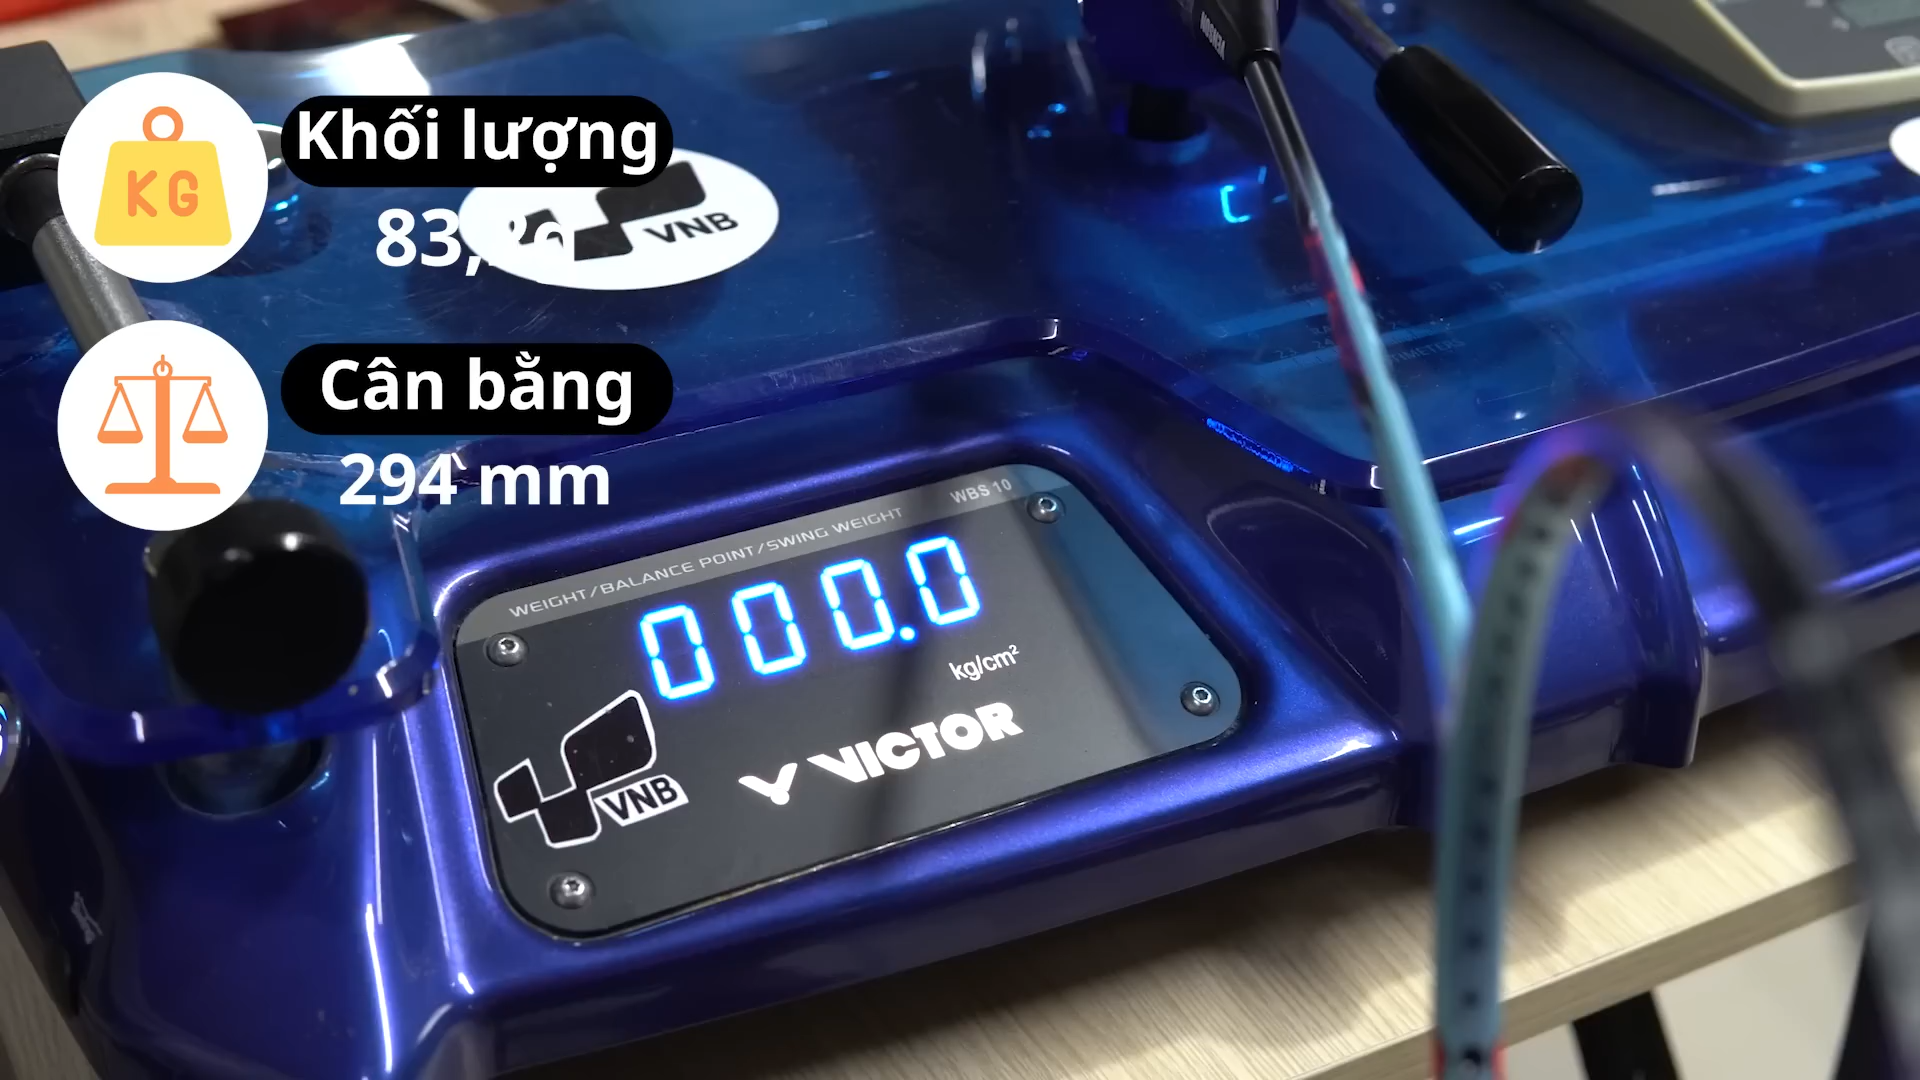 KG
Khối lượng
VNB
Cân bằng
294 mm
WEIGHT/BALANCE POINT/SWING WEIGHT
WBS 10
000.0
kg/cm²
VICTOR
VNB